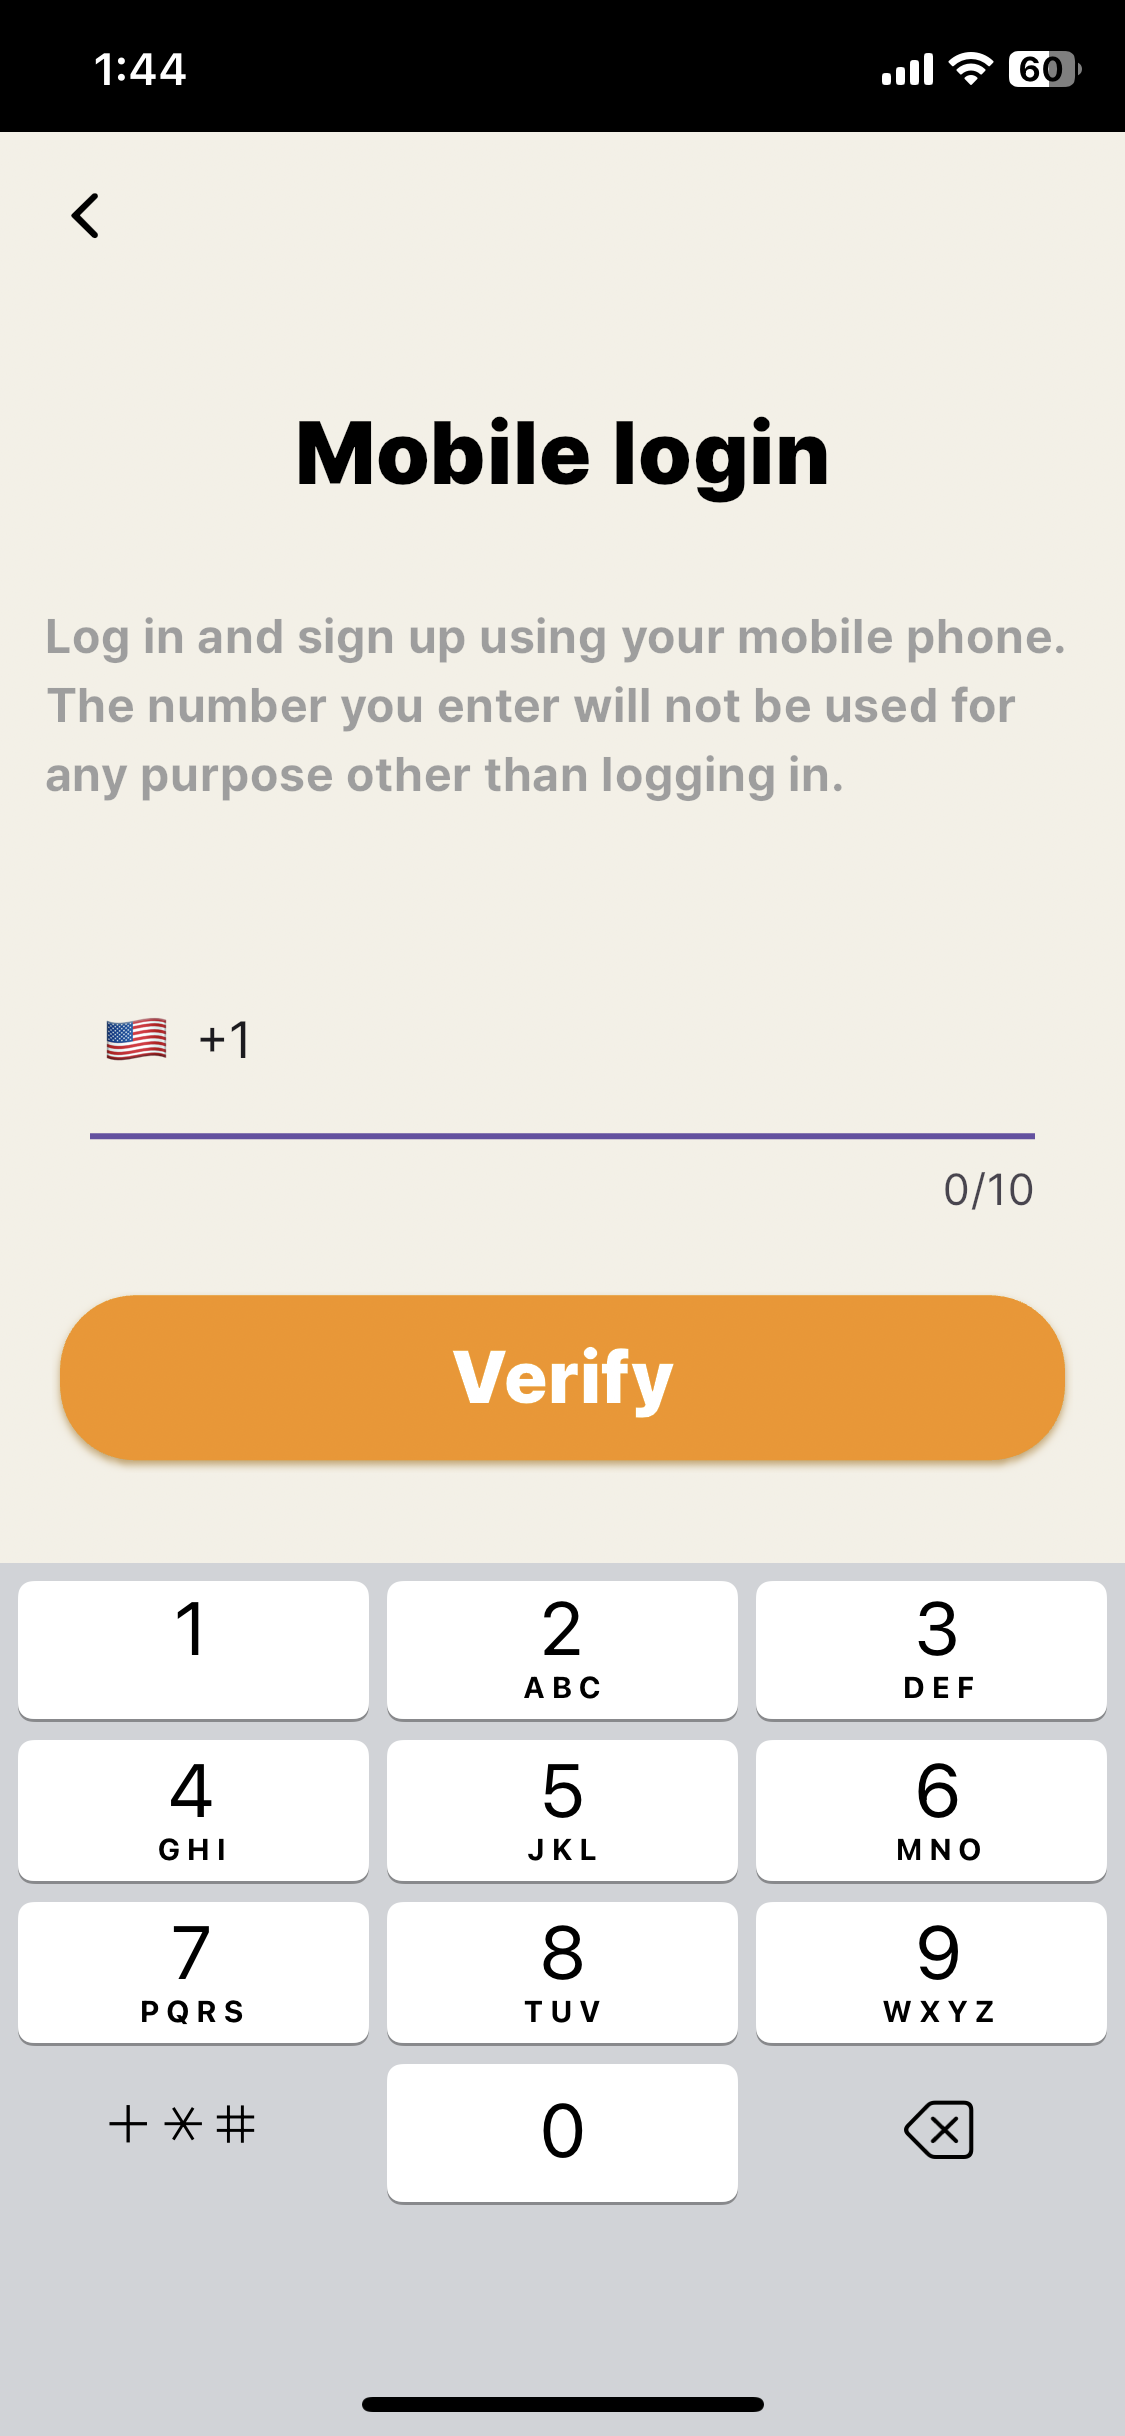 1:44
60
Mobile login
Log in and sign up using your mobile phone.
The number you enter will not be used for
any purpose other than logging in.
🇺🇸 +1
0/10
Verify
1
2
ABC
3
DEF
4
GHI
5
JKL
6
MNO
7
PQRS
8
TUV
9
WXYZ
+*#
0